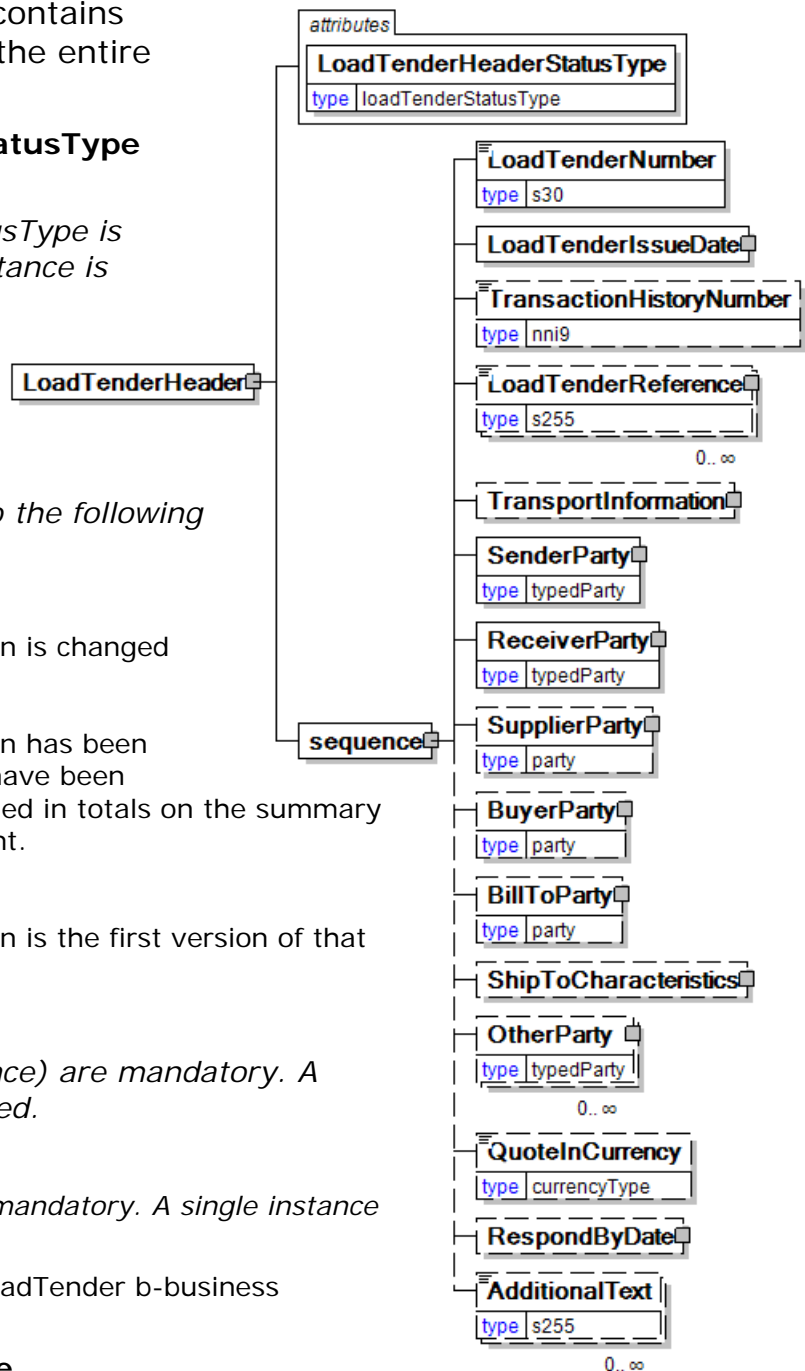 contains
the entire
atusType
usType is
tance is
o the following
n is changed
n has been
have been
ed in totals on the summary
nt.
n is the first version of that
nce) are mandatory. A
ed.
mandatory. A single instance
adTender b-business
e
attributes
LoadTenderHeaderStatusType
type loadTenderStatusType
LoadTenderHeader
sequence
LoadTenderNumber
type s30
LoadTenderIssueDate
TransactionHistoryNumber
type nni9
LoadTenderReference
type s255
0.. ∞
TransportInformation
SenderParty
type typedParty
ReceiverParty
type typedParty
SupplierParty
type party
BuyerParty
type party
BillToParty
type party
ShipToCharacteristics
OtherParty
type typedParty
0.. ∞
QuoteInCurrency
type currencyType
RespondByDate
AdditionalText
type s255
0.. ∞